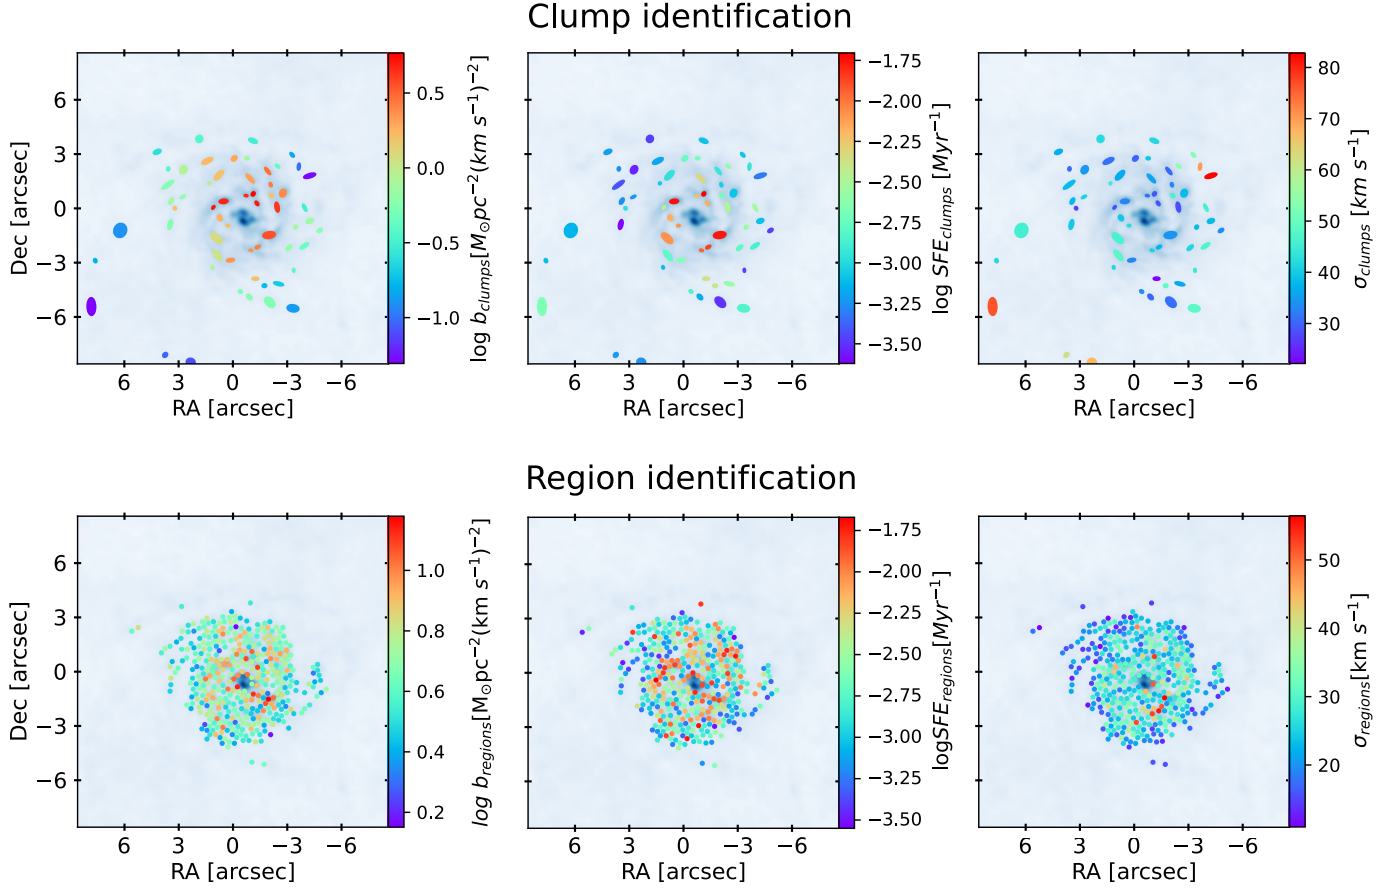 Clump identification
6
3
0
−3
−6
Dec [arcsec]
6 3 0 −3 −6
RA [arcsec]
0.5
0.0
−0.5
−1.0
log b_clumps[M⊙pc⁻²(km s⁻¹)⁻²]
6 3 0 −3 −6
RA [arcsec]
−1.75
−2.00
−2.25
−2.50
−2.75
−3.00
−3.25
−3.50
log SFE_clumps [Myr⁻¹]
6 3 0 −3 −6
RA [arcsec]
80
70
60
50
40
30
σ_clumps [km s⁻¹]
Region identification
6
3
0
−3
−6
Dec [arcsec]
6 3 0 −3 −6
RA [arcsec]
1.0
0.8
0.6
0.4
0.2
log b_regions[M⊙pc⁻²(km s⁻¹)⁻²]
6 3 0 −3 −6
RA [arcsec]
−1.75
−2.00
−2.25
−2.50
−2.75
−3.00
−3.25
−3.50
logSFE_regions[Myr⁻¹]
6 3 0 −3 −6
RA [arcsec]
50
40
30
20
σ_regions[km s⁻¹]